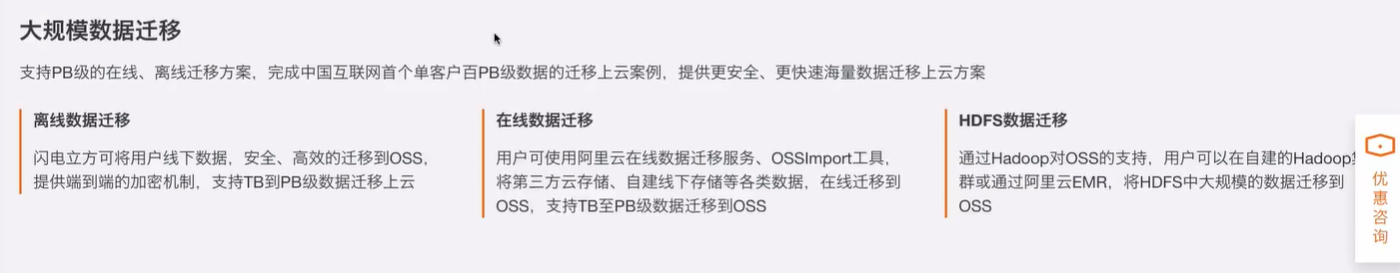 大规模数据迁移
支持PB级的在线、离线迁移方案，完成中国互联网首个单客户百PB级数据的迁移上云案例，提供更安全、更快速海量数据迁移上云方案
离线数据迁移
闪电立方可将用户线下数据，安全、高效的迁移到OSS，
提供端到端的加密机制，支持TB到PB级数据迁移上云
在线数据迁移
用户可使用阿里云在线数据迁移服务、OSSImport工具，
将第三方云存储、自建线下存储等各类数据，在线迁移到
OSS，支持TB至PB级数据迁移到OSS
HDFS数据迁移
通过Hadoop对OSS的支持，用户可以在自建的Hadoop
群或通过阿里云EMR，将HDFS中大规模的数据迁移到
OSS
优
惠
咨
询